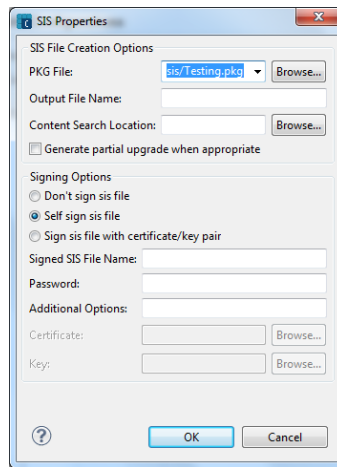 SIS Properties
SIS File Creation Options
PKG File: sis/Testing.pkg Browse...
Output File Name:
Content Search Location: Browse...
Generate partial upgrade when appropriate
Signing Options
Don't sign sis file
Self sign sis file
Sign sis file with certificate/key pair
Signed SIS File Name:
Password:
Additional Options:
Certificate: Browse...
Key: Browse...
? OK Cancel